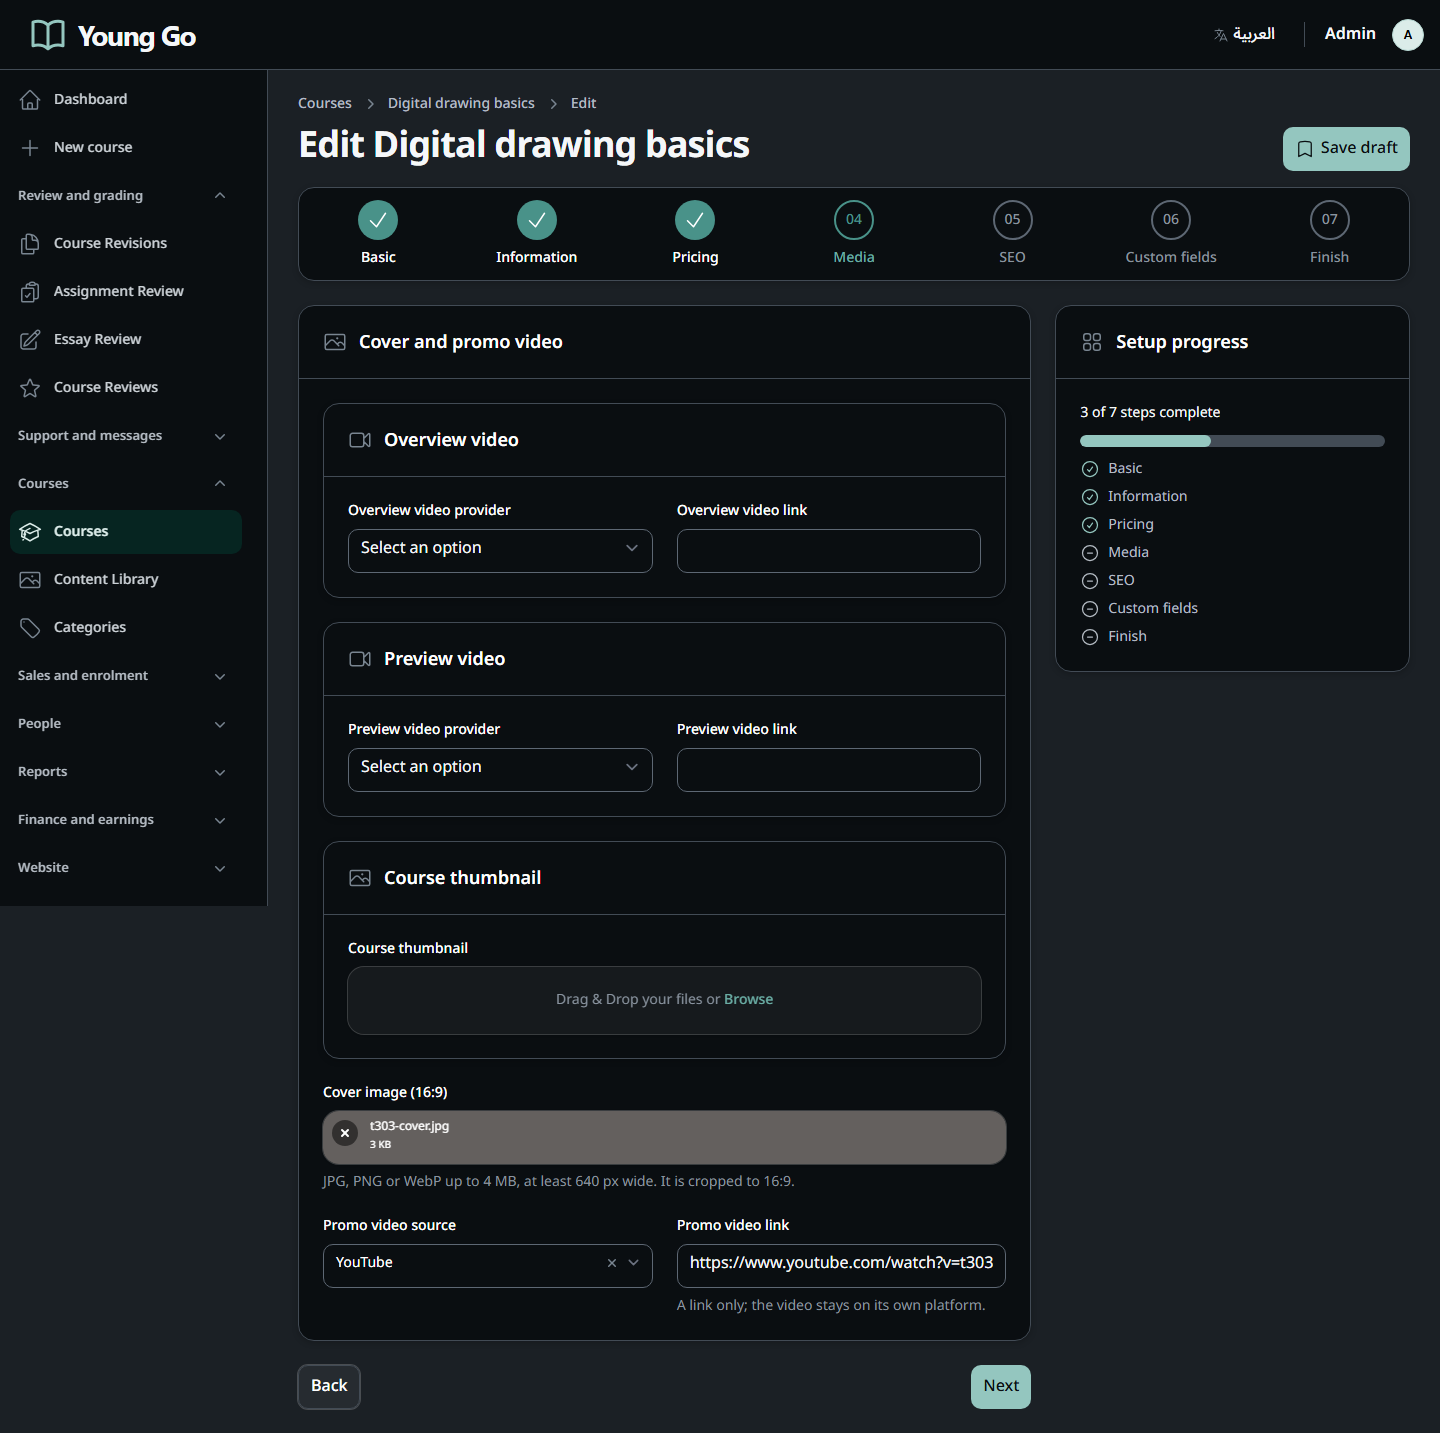 Young Go
العربية
Admin
A
Dashboard
New course
Review and grading
Course Revisions
Assignment Review
Essay Review
Course Reviews
Support and messages
Courses
Courses
Content Library
Categories
Sales and enrolment
People
Reports
Finance and earnings
Website
Courses > Digital drawing basics > Edit
Edit Digital drawing basics
Save draft
Basic
Information
Pricing
04
Media
05
SEO
06
Custom fields
07
Finish
Cover and promo video
Overview video
Overview video provider
Select an option
Overview video link
Preview video
Preview video provider
Select an option
Preview video link
Course thumbnail
Course thumbnail
Drag & Drop your files or Browse
Cover image (16:9)
t303-cover.jpg
3 KB
JPG, PNG or WebP up to 4 MB, at least 640 px wide. It is cropped to 16:9.
Promo video source
YouTube
Promo video link
https://www.youtube.com/watch?v=t303
A link only; the video stays on its own platform.
Back
Next
Setup progress
3 of 7 steps complete
Basic
Information
Pricing
Media
SEO
Custom fields
Finish